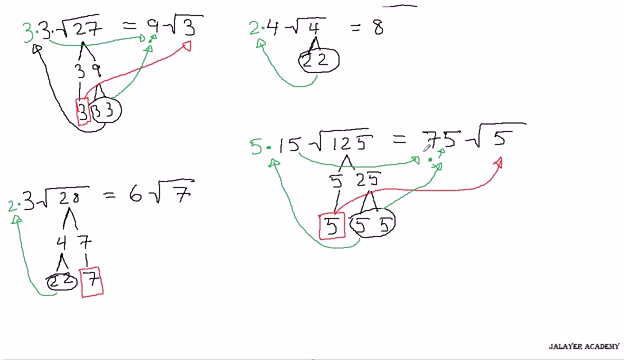 3·3·√27 = 9·√3
3 9
3 3 3
2·4·√4 = 8
2 2
5·15√125 = 75√5
5 25
5 5 5
2·3√28 = 6√7
4 7
2 2 7
JALAYER ACADEMY